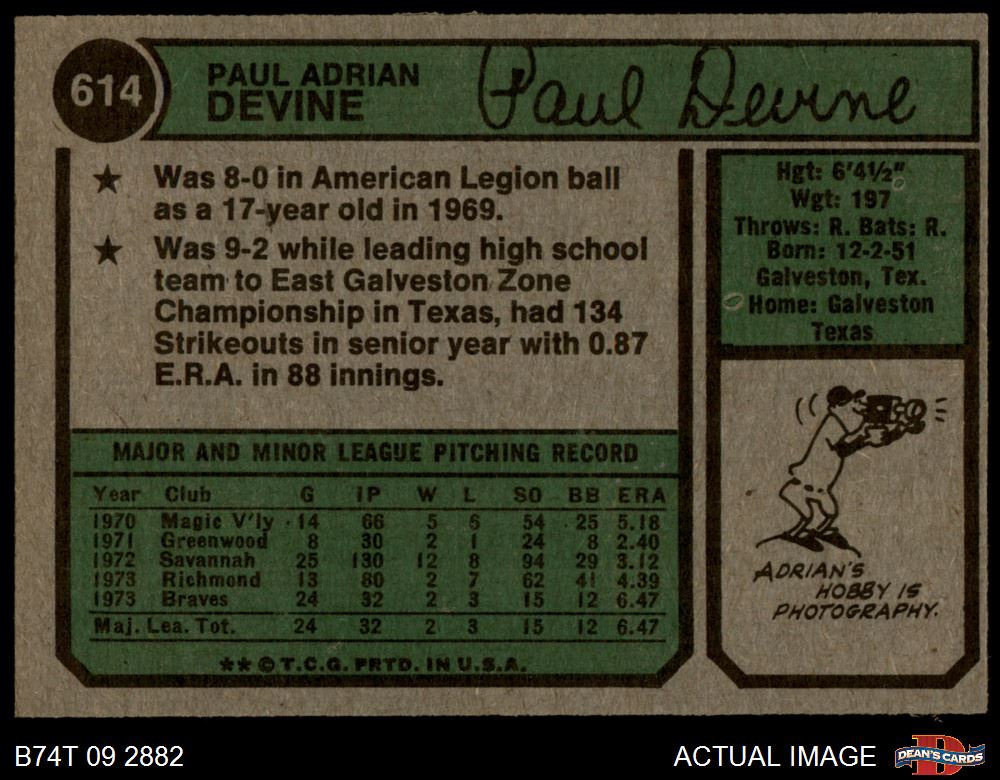 614
PAUL ADRIAN
DEVINE
Paul Devine
★ Was 8-0 in American Legion ball
as a 17-year old in 1969.
★ Was 9-2 while leading high school
team to East Galveston Zone
Championship in Texas, had 134
Strikeouts in senior year with 0.87
E.R.A. in 88 innings.
Hgt: 6'4½"
Wgt: 197
Throws: R. Bats: R.
Born: 12-2-51
Galveston, Tex.
Home: Galveston
Texas
MAJOR AND MINOR LEAGUE PITCHING RECORD
Year Club G IP W L SO BB ERA
1970 Magic V'ly 14 66 5 6 54 25 5.18
1971 Greenwood 8 30 2 1 24 8 2.40
1972 Savannah 25 130 12 8 94 29 3.12
1973 Richmond 13 80 2 7 62 41 4.39
1973 Braves 24 32 2 3 15 12 6.47
Maj. Lea. Tot. 24 32 2 3 15 12 6.47
**©T.C.G. PRTD. IN U.S.A.
ADRIAN'S
HOBBY IS
PHOTOGRAPHY.
B74T 09 2882
ACTUAL IMAGE
D
DEAN'S CARDS